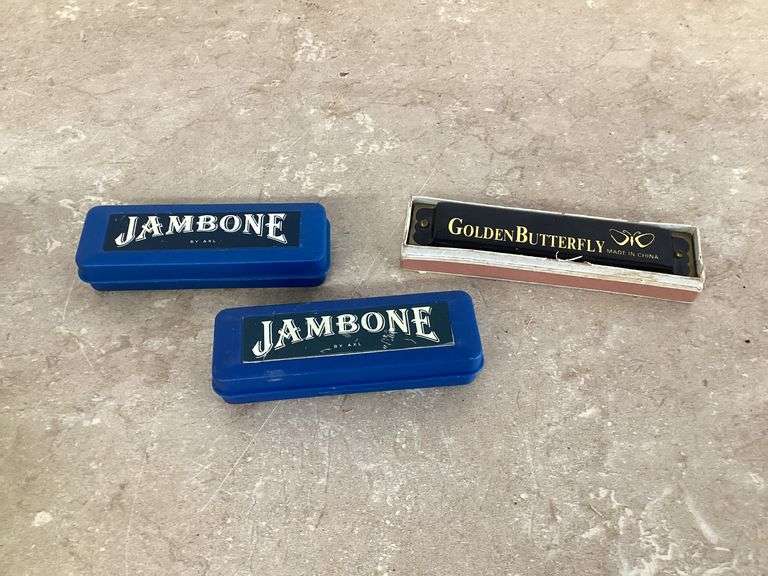 JAMBONE
BY AXL
GOLDENBUTTERFLY
MADE IN CHINA
JAMBONE
BY AXL